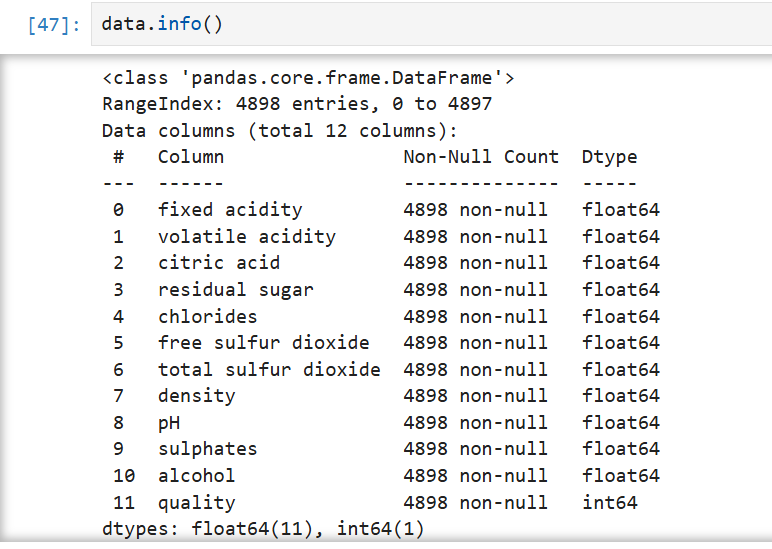 [47]: data.info()
<class 'pandas.core.frame.DataFrame'>
RangeIndex: 4898 entries, 0 to 4897
Data columns (total 12 columns):
 #   Column                Non-Null Count  Dtype
---  ------                --------------  -----
 0   fixed acidity         4898 non-null   float64
 1   volatile acidity      4898 non-null   float64
 2   citric acid           4898 non-null   float64
 3   residual sugar        4898 non-null   float64
 4   chlorides             4898 non-null   float64
 5   free sulfur dioxide   4898 non-null   float64
 6   total sulfur dioxide  4898 non-null   float64
 7   density               4898 non-null   float64
 8   pH                    4898 non-null   float64
 9   sulphates             4898 non-null   float64
 10  alcohol               4898 non-null   float64
 11  quality               4898 non-null   int64
dtypes: float64(11), int64(1)